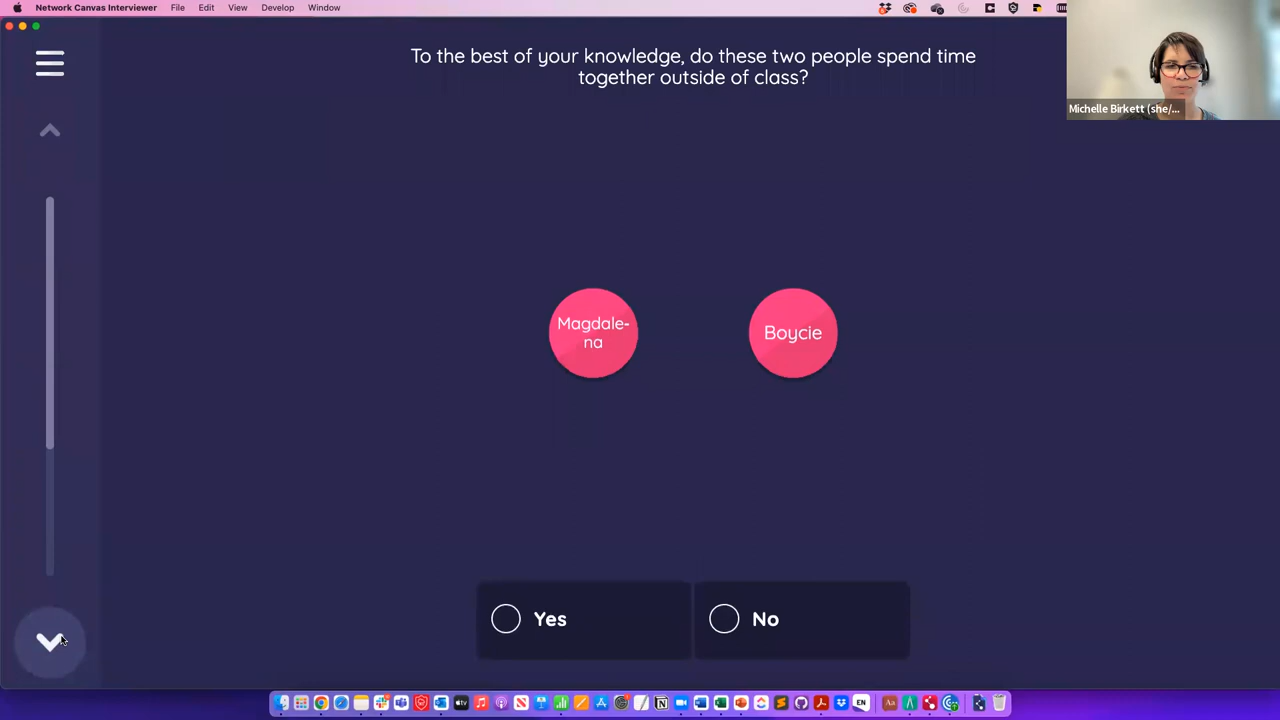 Network Canvas Interviewer File Edit View Develop Window
To the best of your knowledge, do these two people spend time
together outside of class?
Michelle Birkett (she/...
Magdale-
na
Boycie
Yes
No
EN